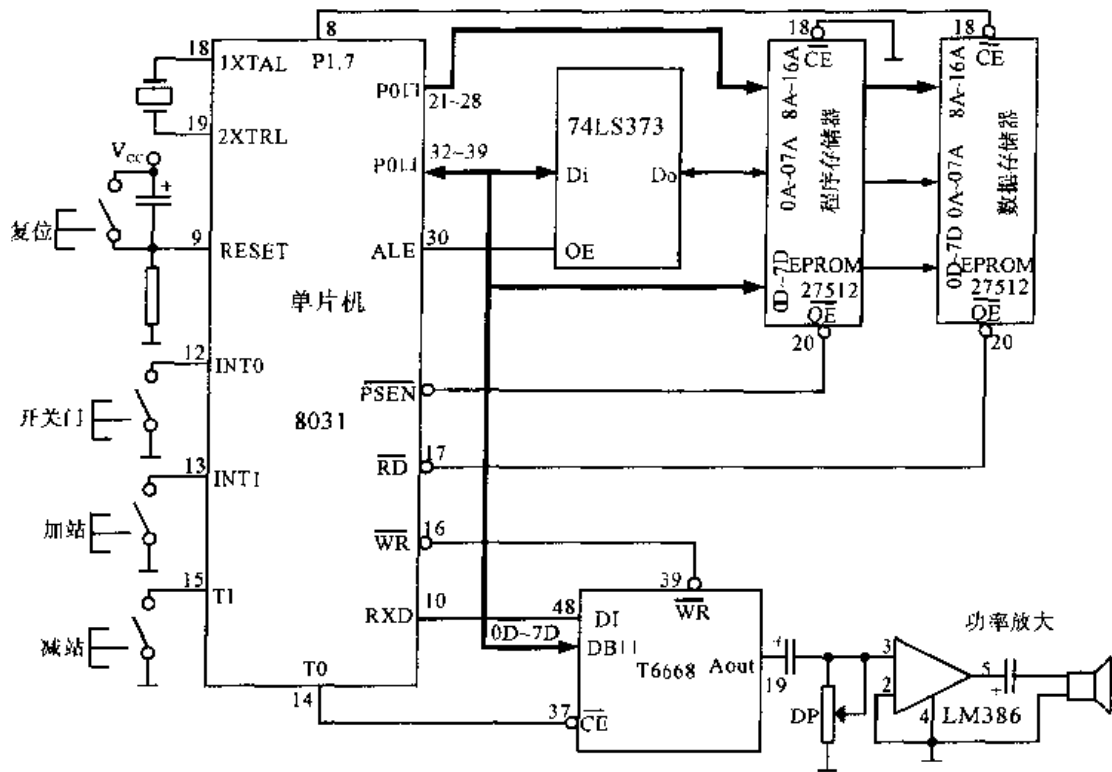 8
18
1XTAL
P1.7
P0口
21~28
19
2XTRL
VCC
P0口
32~39
复位
9
RESET
ALE
30
单片机
12
INT0
开关门
8031
PSEN
13
INT1
17
RD
加站
16
WR
15
T1
减站
RXD
10
T0
14
74LS373
Di
Do
OE
18
CE
8A~16A
0A~07A
程序存储器
0D~7D
EPROM
27512
OE
20
18
CE
8A~16A
0A~07A
数据存储器
0D~7D
EPROM
27512
OE
20
39
WR
48
DI
0D~7D
DB口
T6668
Aout
19
37
CE
功率放大
3
2
5
4
LM386
DP
+
+
+